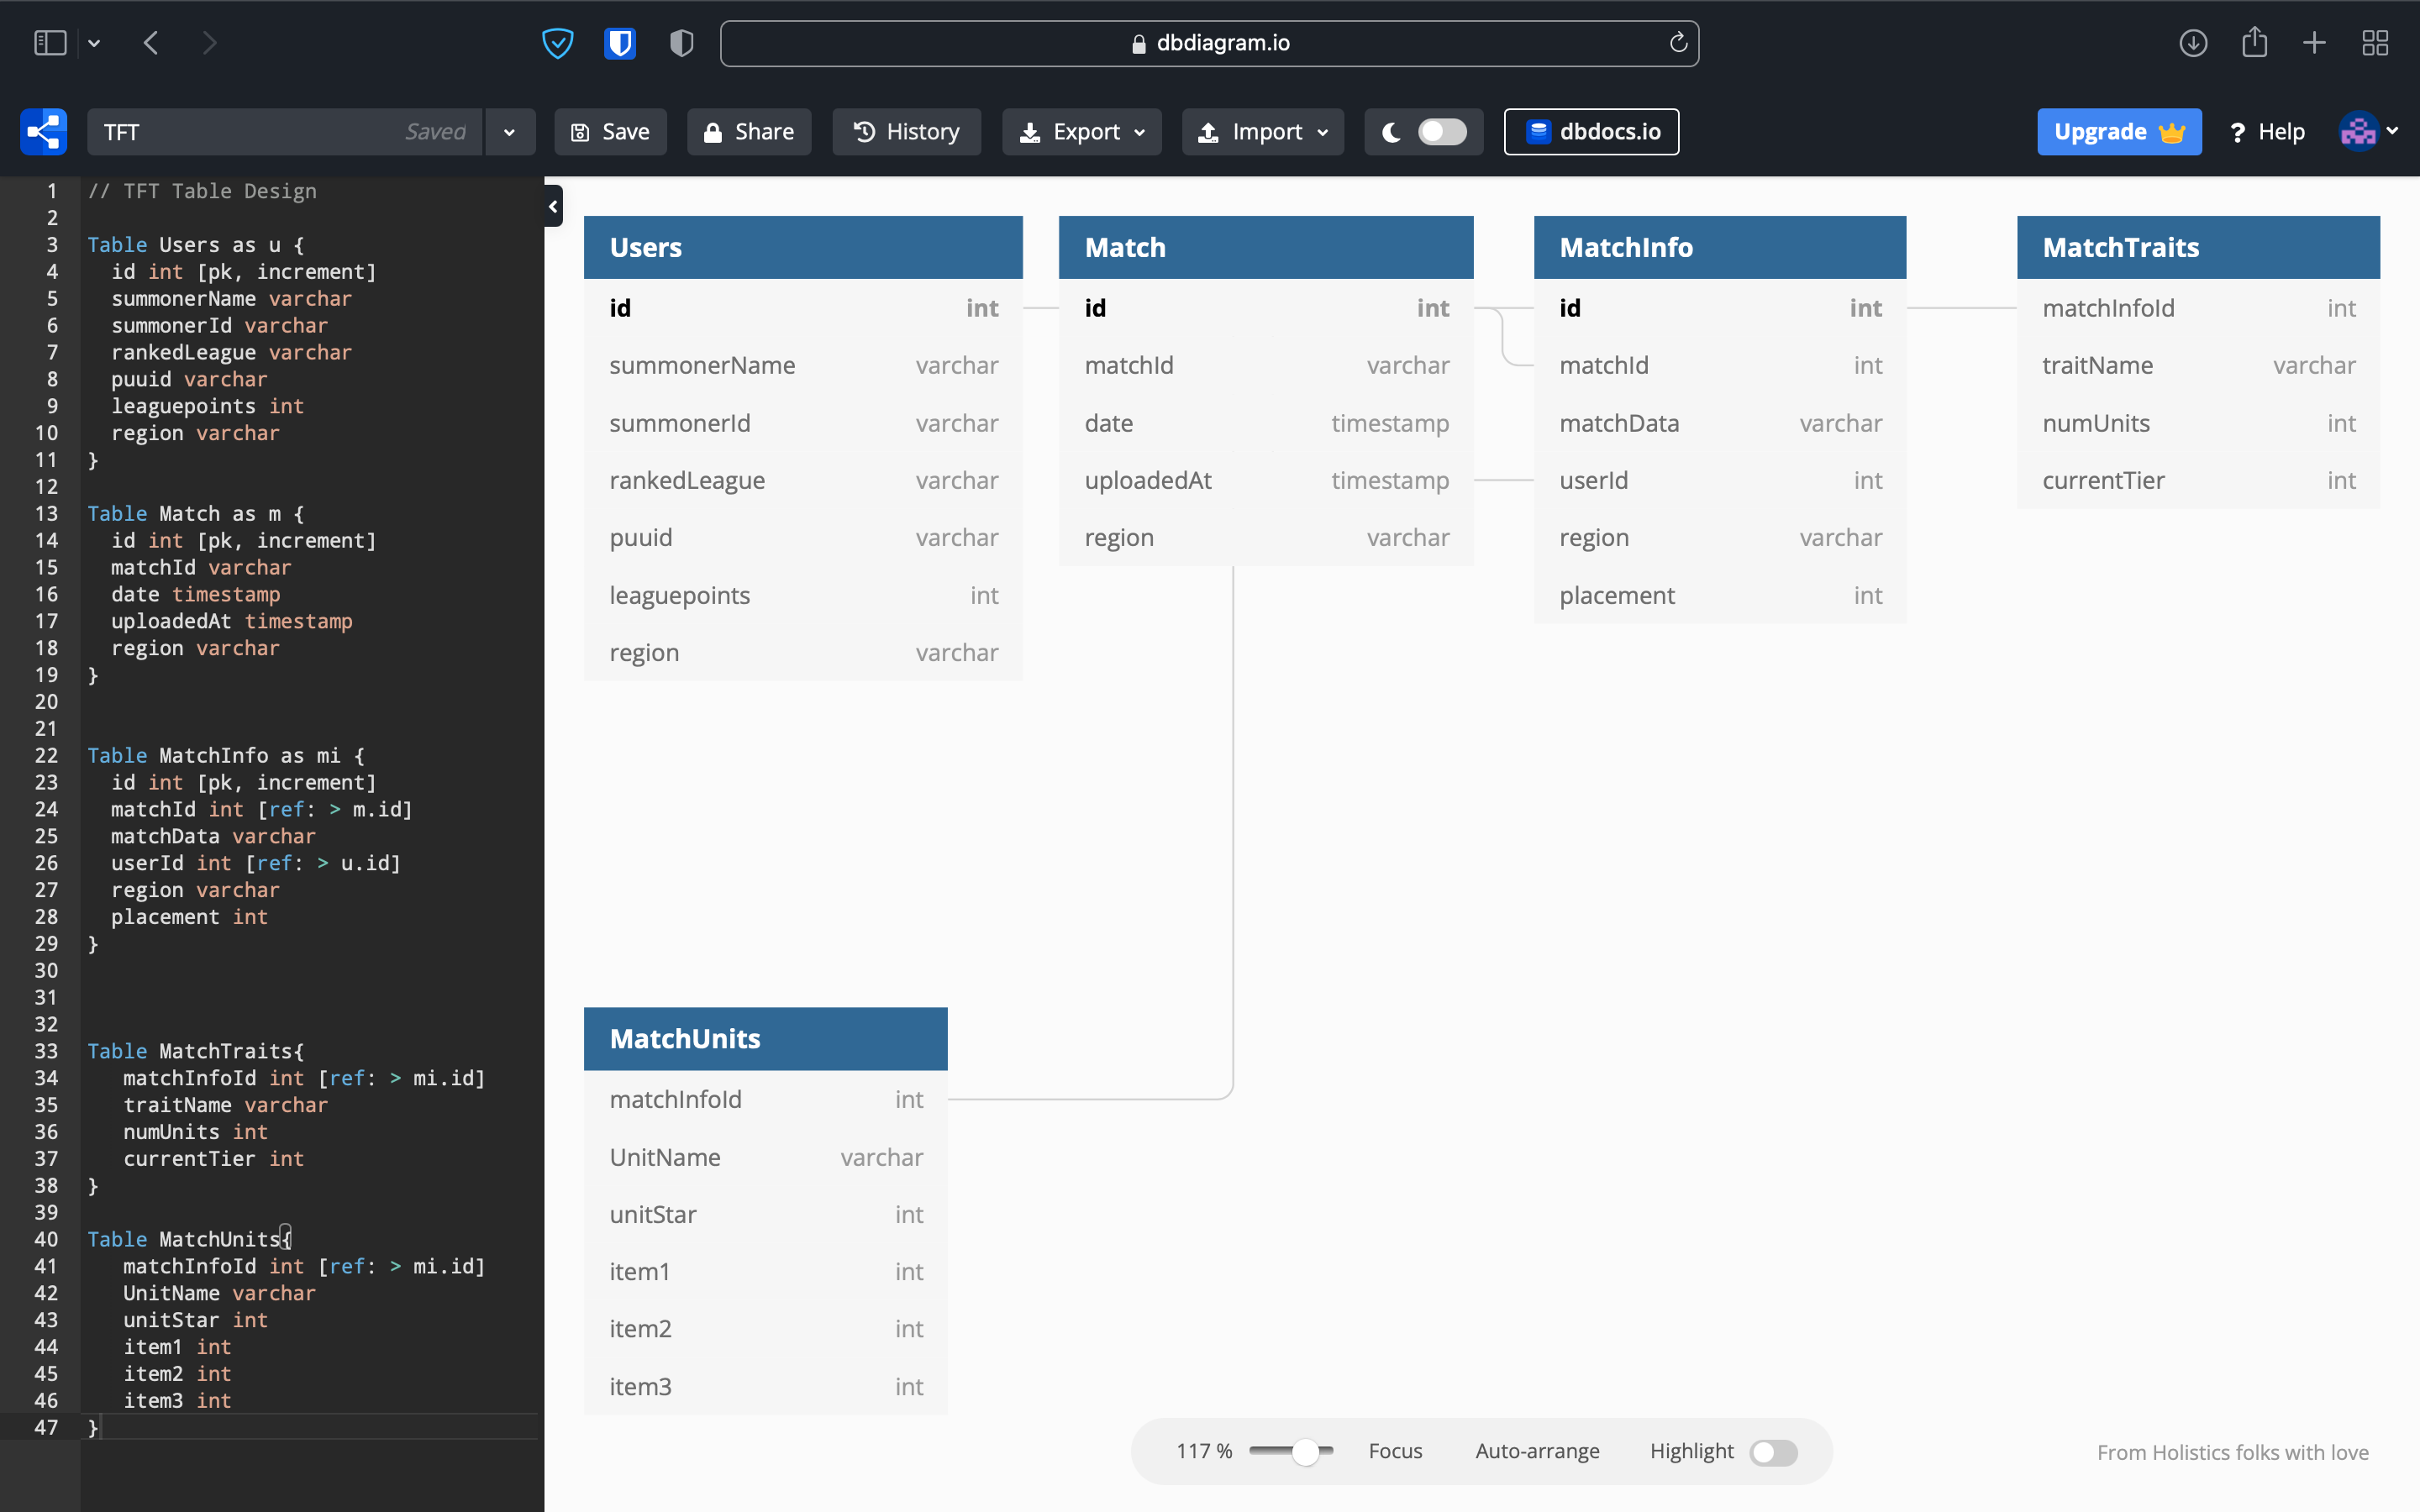 dbdiagram.io
TFT Saved Save Share History Export Import dbdocs.io Upgrade ? Help
1 // TFT Table Design
2
3 Table Users as u {
4 id int [pk, increment]
5 summonerName varchar
6 summonerId varchar
7 rankedLeague varchar
8 puuid varchar
9 leaguepoints int
10 region varchar
11 }
12
13 Table Match as m {
14 id int [pk, increment]
15 matchId varchar
16 date timestamp
17 uploadedAt timestamp
18 region varchar
19 }
20
21
22 Table MatchInfo as mi {
23 id int [pk, increment]
24 matchId int [ref: > m.id]
25 matchData varchar
26 userId int [ref: > u.id]
27 region varchar
28 placement int
29 }
30
31
32
33 Table MatchTraits{
34 matchInfoId int [ref: > mi.id]
35 traitName varchar
36 numUnits int
37 currentTier int
38 }
39
40 Table MatchUnits{
41 matchInfoId int [ref: > mi.id]
42 UnitName varchar
43 unitStar int
44 item1 int
45 item2 int
46 item3 int
47 }
Users
id int
summonerName varchar
summonerId varchar
rankedLeague varchar
puuid varchar
leaguepoints int
region varchar
Match
id int
matchId varchar
date timestamp
uploadedAt timestamp
region varchar
MatchInfo
id int
matchId int
matchData varchar
userId int
region varchar
placement int
MatchTraits
matchInfoId int
traitName varchar
numUnits int
currentTier int
MatchUnits
matchInfoId int
UnitName varchar
unitStar int
item1 int
item2 int
item3 int
117 % Focus Auto-arrange Highlight
From Holistics folks with love